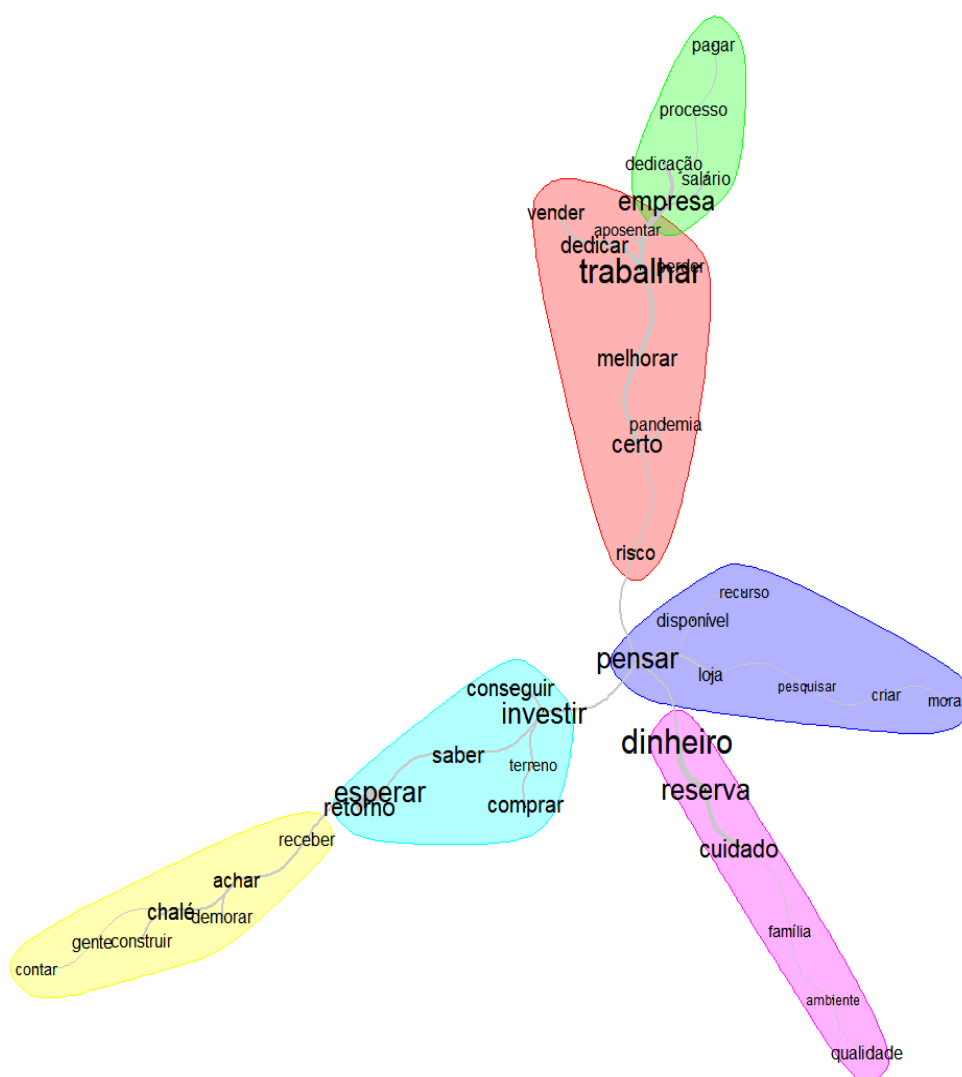 pagar
processo
dedicação
salário
empresa
vender
aposentar
dedicar
perder
trabalhar
melhorar
pandemia
certo
risco
recurso
disponível
pensar
loja
pesquisar
criar
mora
conseguir
investir
dinheiro
saber
terreno
reserva
esperar
retorno
comprar
receber
cuidado
achar
chalé
demorar
gente
construir
família
contar
ambiente
qualidade